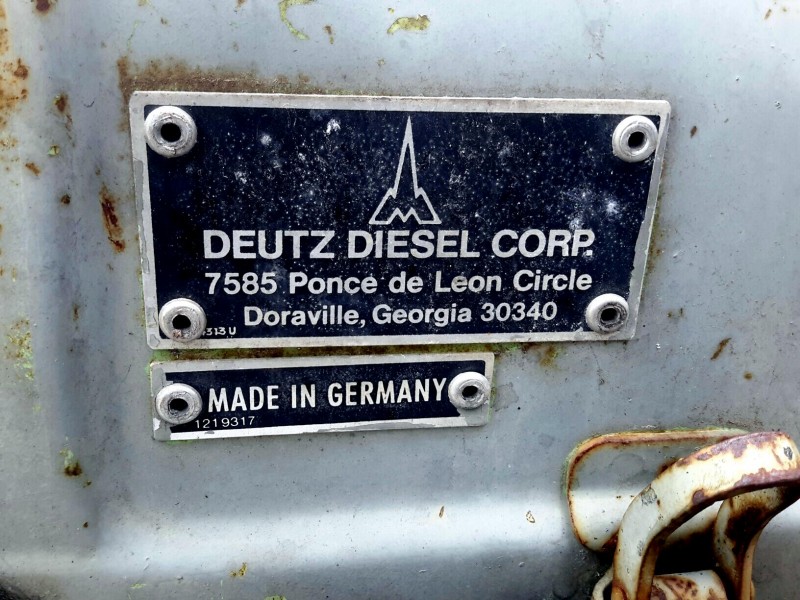 DEUTZ DIESEL CORP.
7585 Ponce de Leon Circle
Doraville, Georgia 30340
MADE IN GERMANY
1219317